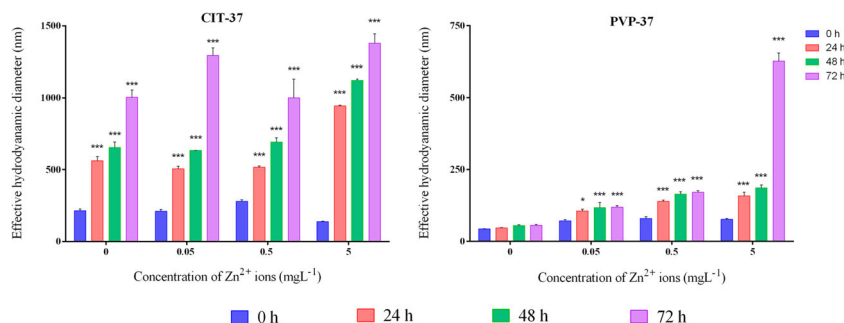 CIT-37
Effective hydrodyanamic diameter (nm)
1500
1000
500
0
*** *** ***
*** *** ***
*** *** ***
*** *** ***
0 0.05 0.5 5
Concentration of Zn²⁺ ions (mgL⁻¹)
PVP-37
Effective hydrodyanamic diameter (nm)
750
500
250
0
* *** ***
*** *** ***
*** *** ***
0 0.05 0.5 5
Concentration of Zn²⁺ ions (mgL⁻¹)
0 h
24 h
48 h
72 h
0 h 24 h 48 h 72 h